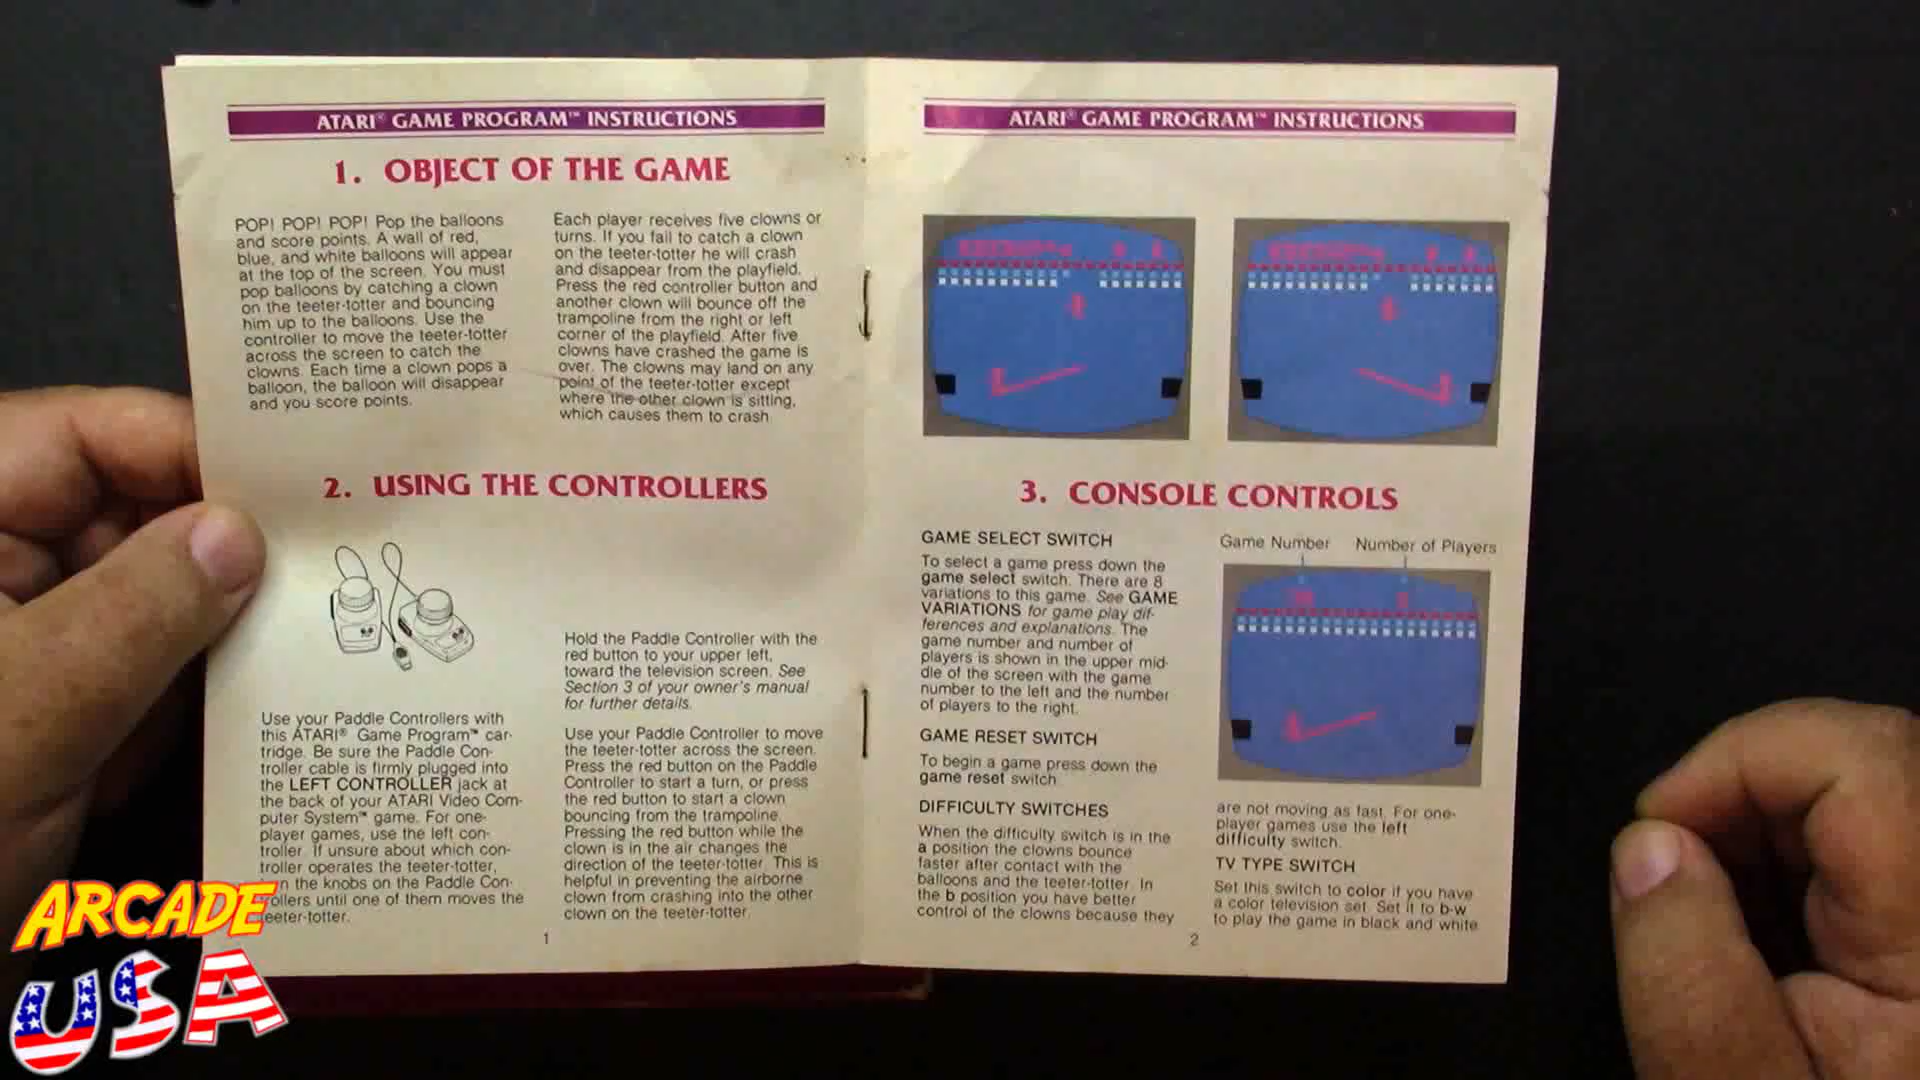 ATARI® GAME PROGRAM™ INSTRUCTIONS
1. OBJECT OF THE GAME
POP! POP! POP! Pop the balloons
and score points. A wall of red,
blue, and white balloons will appear
at the top of the screen. You must
pop balloons by catching a clown
on the teeter-totter and bouncing
him up to the balloons. Use the
controller to move the teeter-totter
across the screen to catch the
clowns. Each time a clown pops a
balloon, the balloon will disappear
and you score points.
Each player receives five clowns or
turns. If you fail to catch a clown
on the teeter-totter he will crash
and disappear from the playfield.
Press the red controller button and
another clown will bounce off the
trampoline from the right or left
corner of the playfield. After five
clowns have crashed the game is
over. The clowns may land on any
point of the teeter-totter except
where the other clown is sitting,
which causes them to crash.
2. USING THE CONTROLLERS
Use your Paddle Controllers with
this ATARI® Game Program™ car-
tridge. Be sure the Paddle Con-
troller cable is firmly plugged into
the LEFT CONTROLLER jack at
the back of your ATARI Video Com-
puter System™ game. For one-
player games, use the left con-
troller. If unsure about which con-
troller operates the teeter-totter,
n the knobs on the Paddle Con-
rollers until one of them moves the
eeter-totter.
Hold the Paddle Controller with the
red button to your upper left,
toward the television screen. See
Section 3 of your owner's manual
for further details.
Use your Paddle Controller to move
the teeter-totter across the screen.
Press the red button on the Paddle
Controller to start a turn, or press
the red button to start a clown
bouncing from the trampoline.
Pressing the red button while the
clown is in the air changes the
direction of the teeter-totter. This is
helpful in preventing the airborne
clown from crashing into the other
clown on the teeter-totter.
1
ATARI® GAME PROGRAM™ INSTRUCTIONS
3. CONSOLE CONTROLS
GAME SELECT SWITCH
To select a game press down the
game select switch. There are 8
variations to this game. See GAME
VARIATIONS for game play dif-
ferences and explanations. The
game number and number of
players is shown in the upper mid-
dle of the screen with the game
number to the left and the number
of players to the right.
GAME RESET SWITCH
To begin a game press down the
game reset switch.
DIFFICULTY SWITCHES
When the difficulty switch is in the
a position the clowns bounce
faster after contact with the
balloons and the teeter-totter. In
the b position you have better
control of the clowns because they
Game Number Number of Players
are not moving as fast. For one-
player games use the left
difficulty switch.
TV TYPE SWITCH
Set this switch to color if you have
a color television set. Set it to b-w
to play the game in black and white.
2
ARCADE
USA